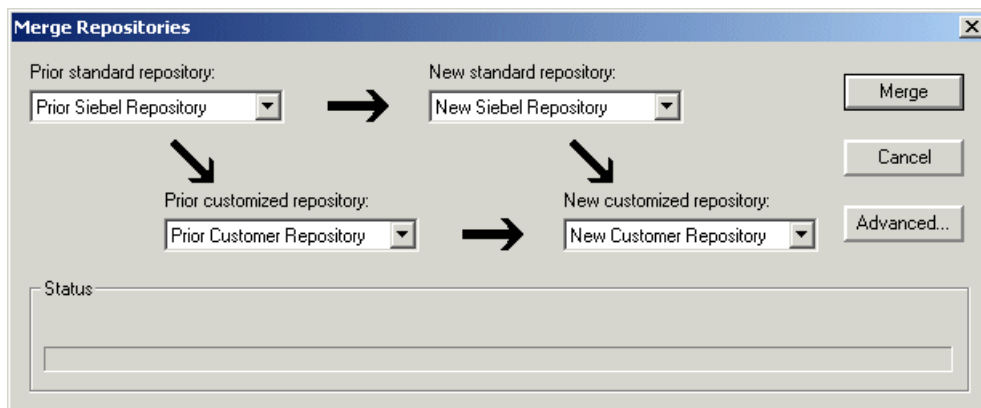 Merge Repositories
Prior standard repository:
New standard repository:
Prior Siebel Repository
New Siebel Repository
Merge
Cancel
Prior customized repository:
New customized repository:
Prior Customer Repository
New Customer Repository
Advanced...
Status